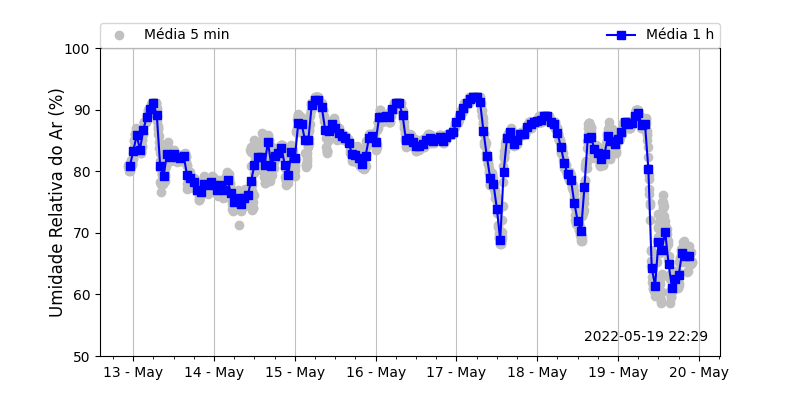 Média 5 min
Média 1 h
Umidade Relativa do Ar (%)
100
90
80
70
60
50
2022-05-19 22:29
13 - May
14 - May
15 - May
16 - May
17 - May
18 - May
19 - May
20 - May